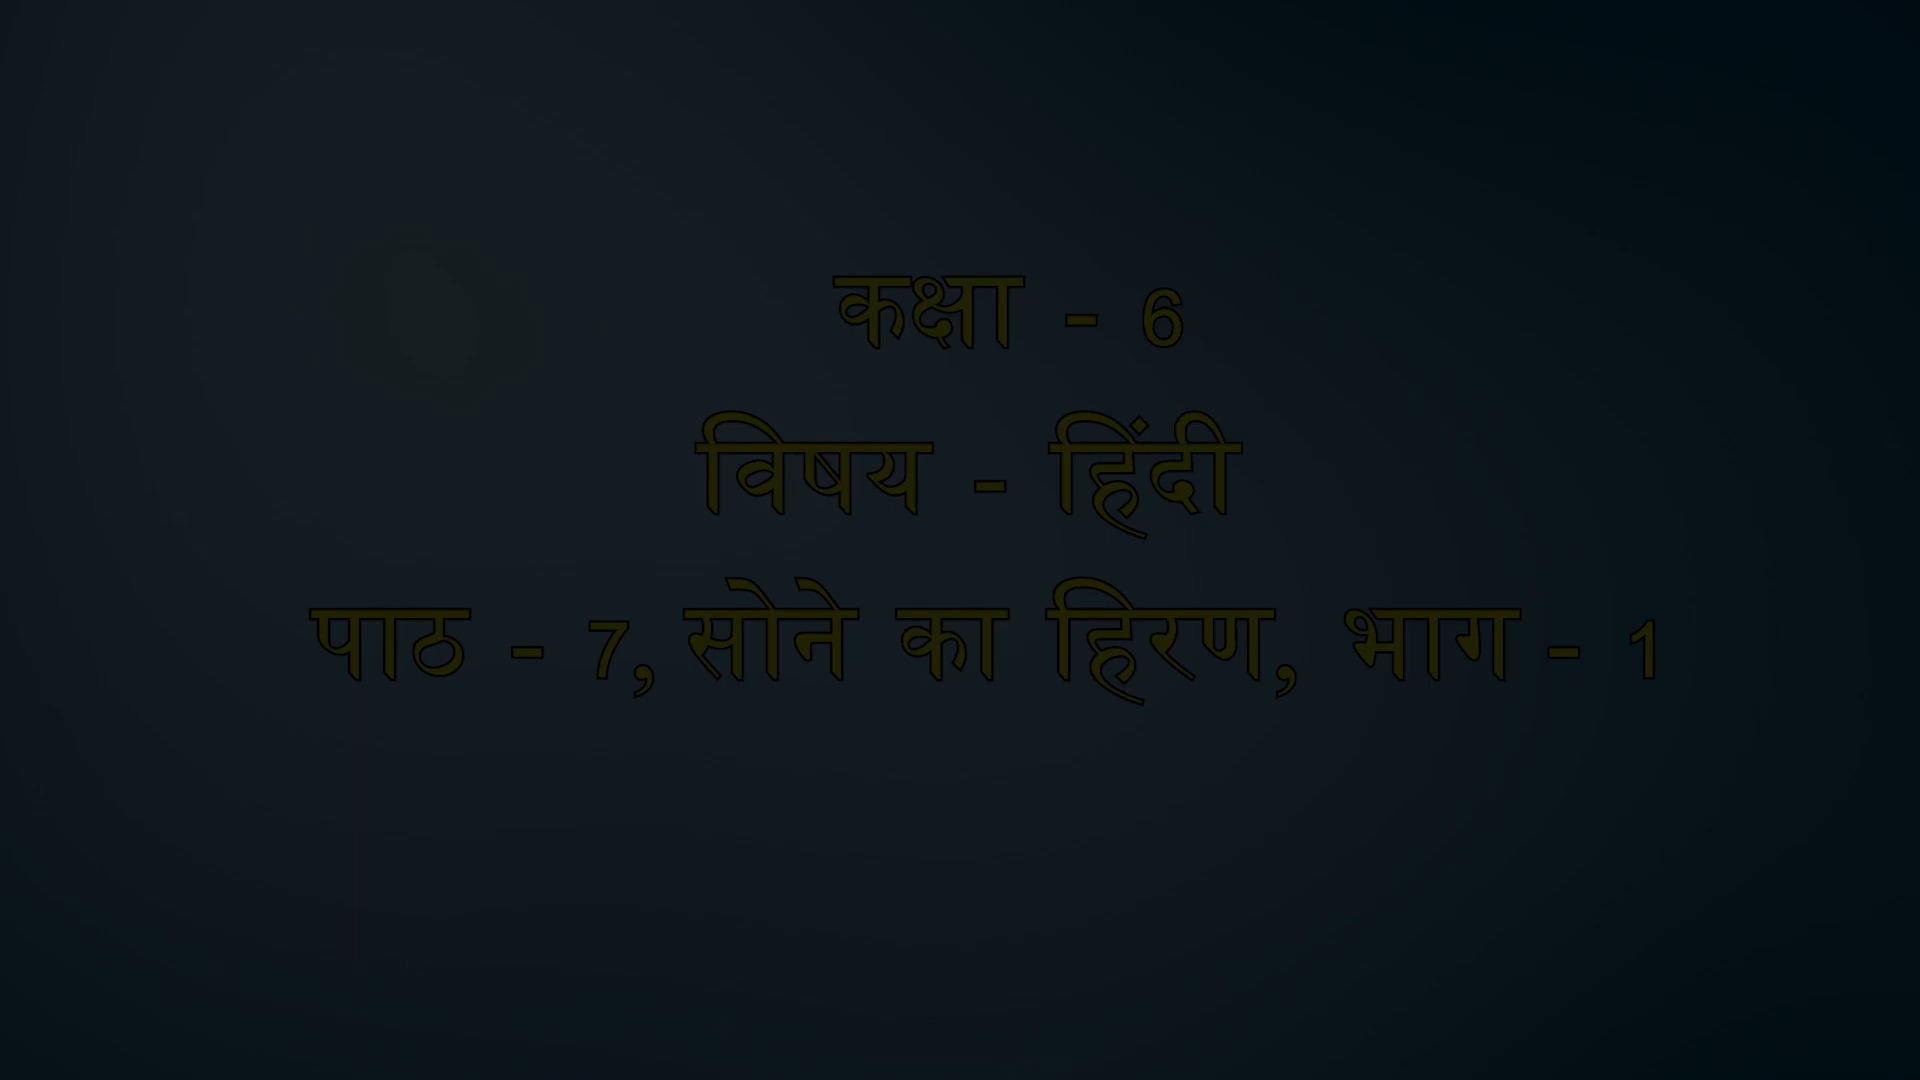 कक्षा - 6
विषय - हिंदी
पाठ - 7, सोने का हिरण, भाग - 1